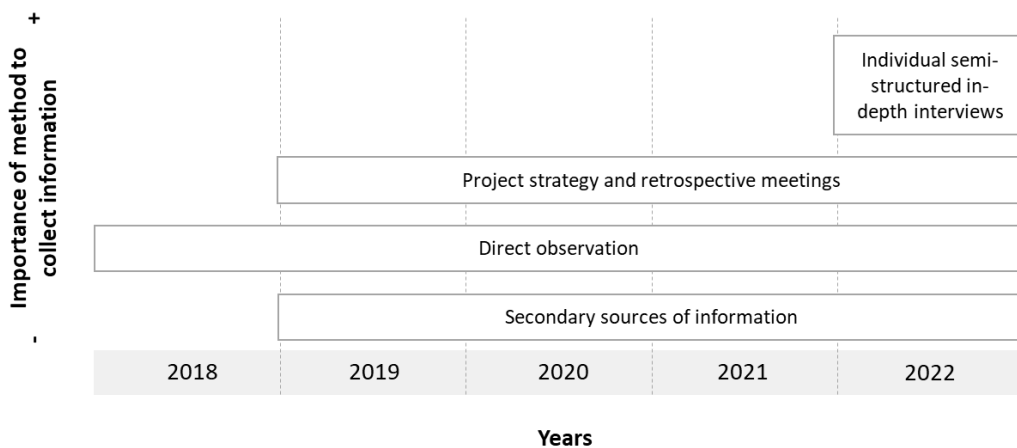 +
Importance of method to
collect information
-
Individual semi-
structured in-
depth interviews
Project strategy and retrospective meetings
Direct observation
Secondary sources of information
2018 2019 2020 2021 2022
Years